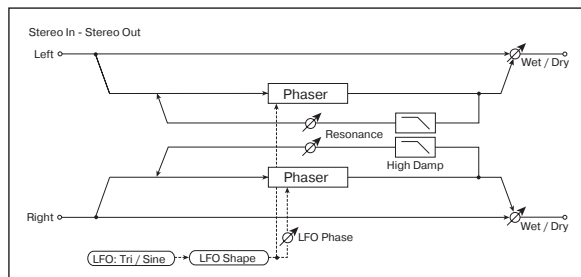 Stereo In - Stereo Out
Left
Wet / Dry
Phaser
Resonance
High Damp
Phaser
Right
Wet / Dry
LFO Phase
LFO: Tri / Sine
LFO Shape